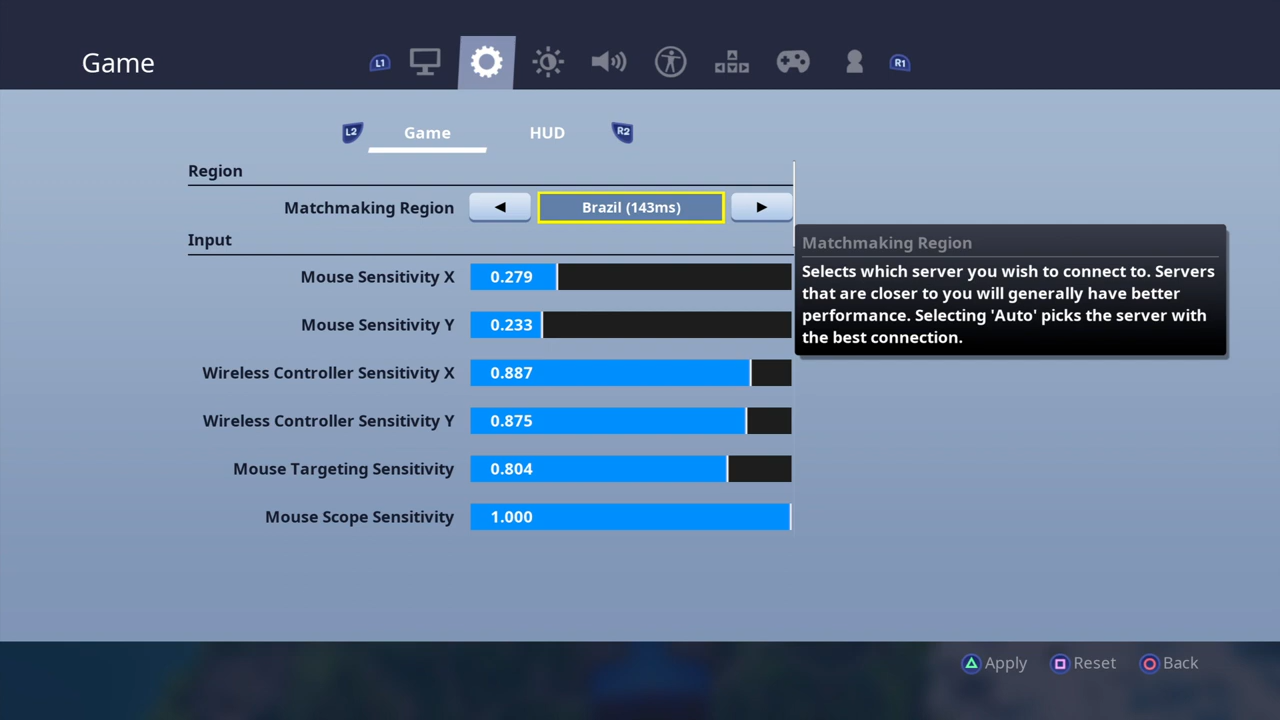 Game
L1
R1
L2
Game
HUD
R2
Region
Matchmaking Region
Brazil (143ms)
Input
Mouse Sensitivity X
0.279
Mouse Sensitivity Y
0.233
Wireless Controller Sensitivity X
0.887
Wireless Controller Sensitivity Y
0.875
Mouse Targeting Sensitivity
0.804
Mouse Scope Sensitivity
1.000
Matchmaking Region
Selects which server you wish to connect to. Servers
that are closer to you will generally have better
performance. Selecting 'Auto' picks the server with
the best connection.
Apply
Reset
Back